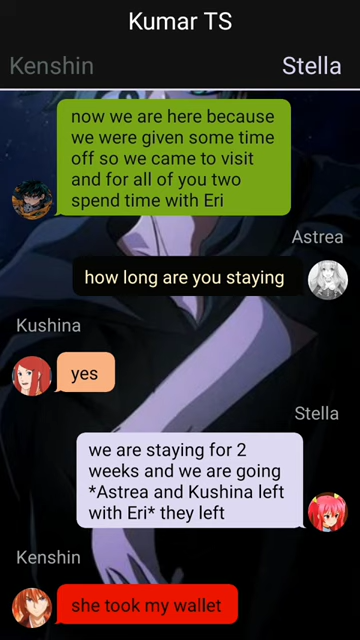 Kumar TS
Kenshin
Stella
now we are here because
we were given some time
off so we came to visit
and for all of you two
spend time with Eri
Astrea
how long are you staying
Kushina
yes
Stella
we are staying for 2
weeks and we are going
*Astrea and Kushina left
with Eri* they left
Kenshin
she took my wallet